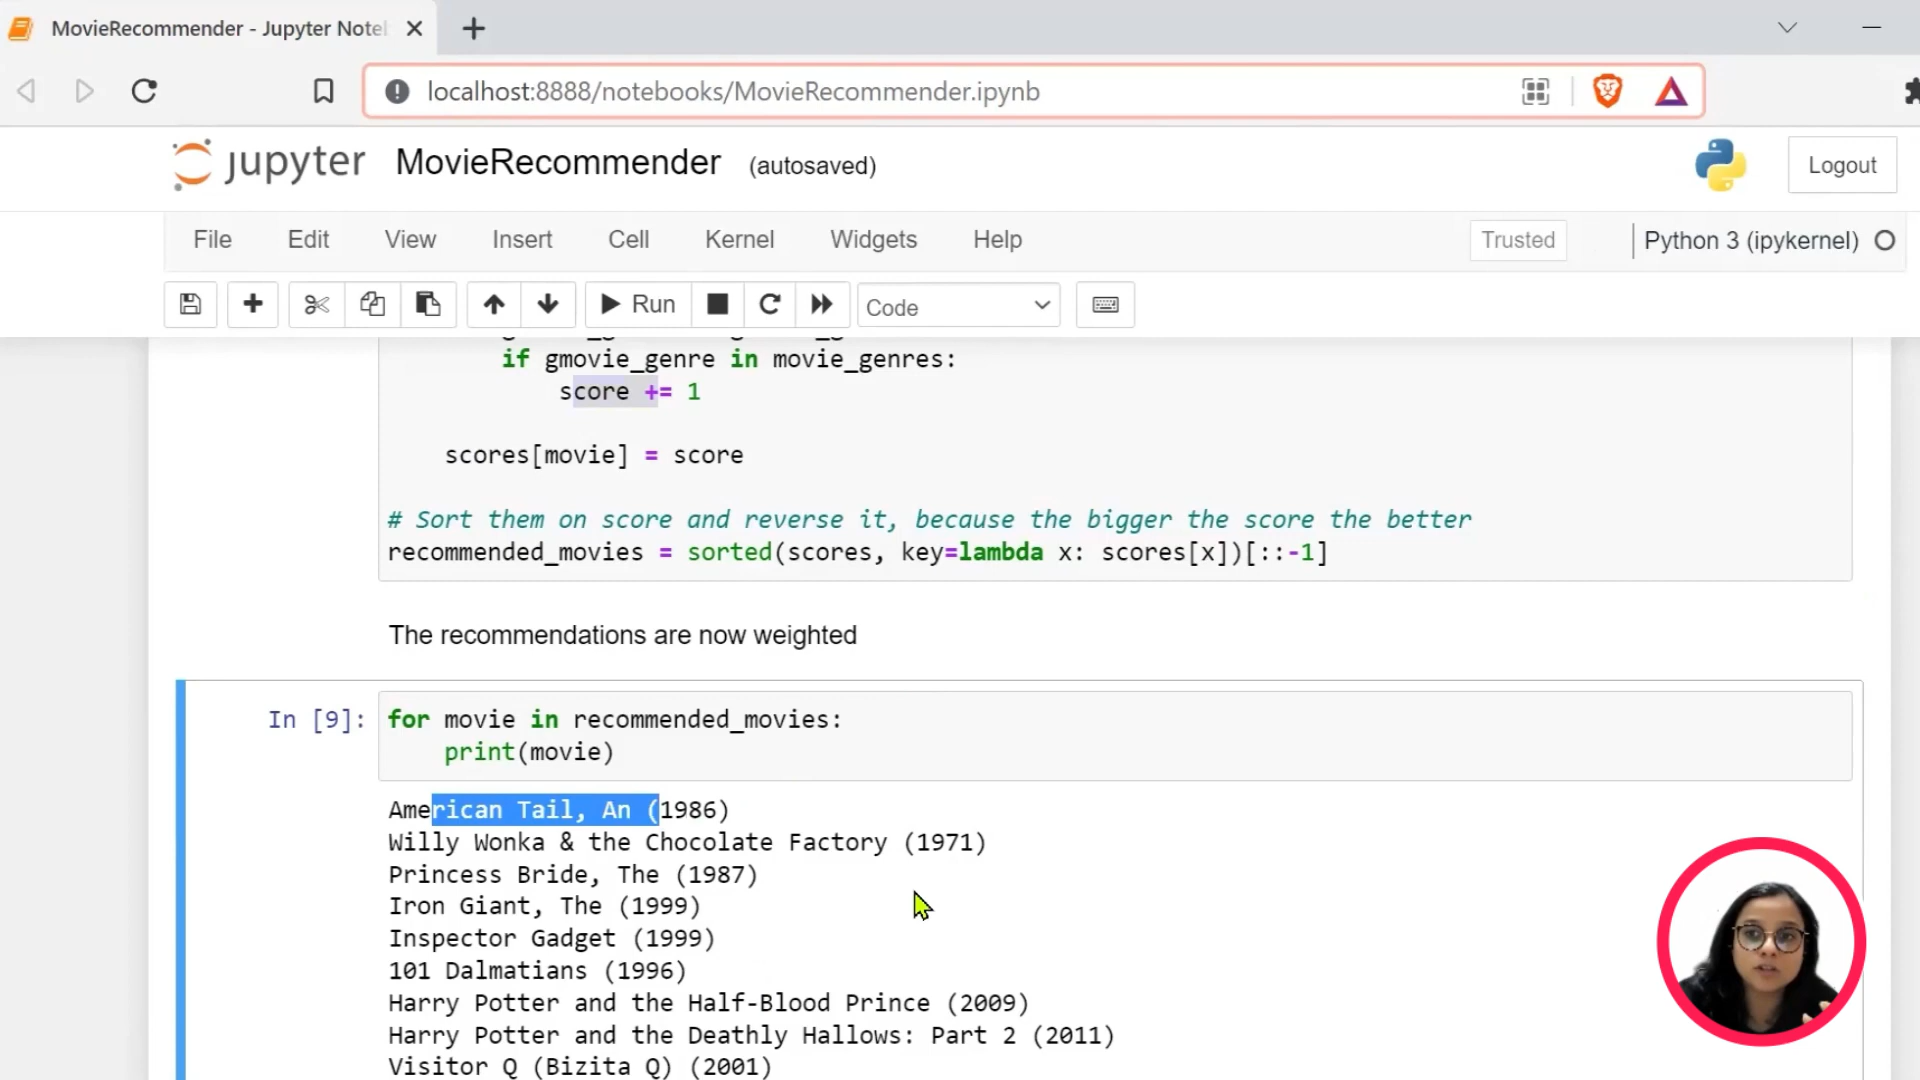 MovieRecommender - Jupyter Note
localhost:8888/notebooks/MovieRecommender.ipynb
jupyter MovieRecommender (autosaved)
Logout
File Edit View Insert Cell Kernel Widgets Help
Trusted
Python 3 (ipykernel)
Run
Code
if gmovie_genre in movie_genres:
score += 1
scores[movie] = score
# Sort them on score and reverse it, because the bigger the score the better
recommended_movies = sorted(scores, key=lambda x: scores[x])[::-1]
The recommendations are now weighted
In [9]:
for movie in recommended_movies:
print(movie)
American Tail, An (1986)
Willy Wonka & the Chocolate Factory (1971)
Princess Bride, The (1987)
Iron Giant, The (1999)
Inspector Gadget (1999)
101 Dalmatians (1996)
Harry Potter and the Half-Blood Prince (2009)
Harry Potter and the Deathly Hallows: Part 2 (2011)
Visitor Q (Bizita Q) (2001)